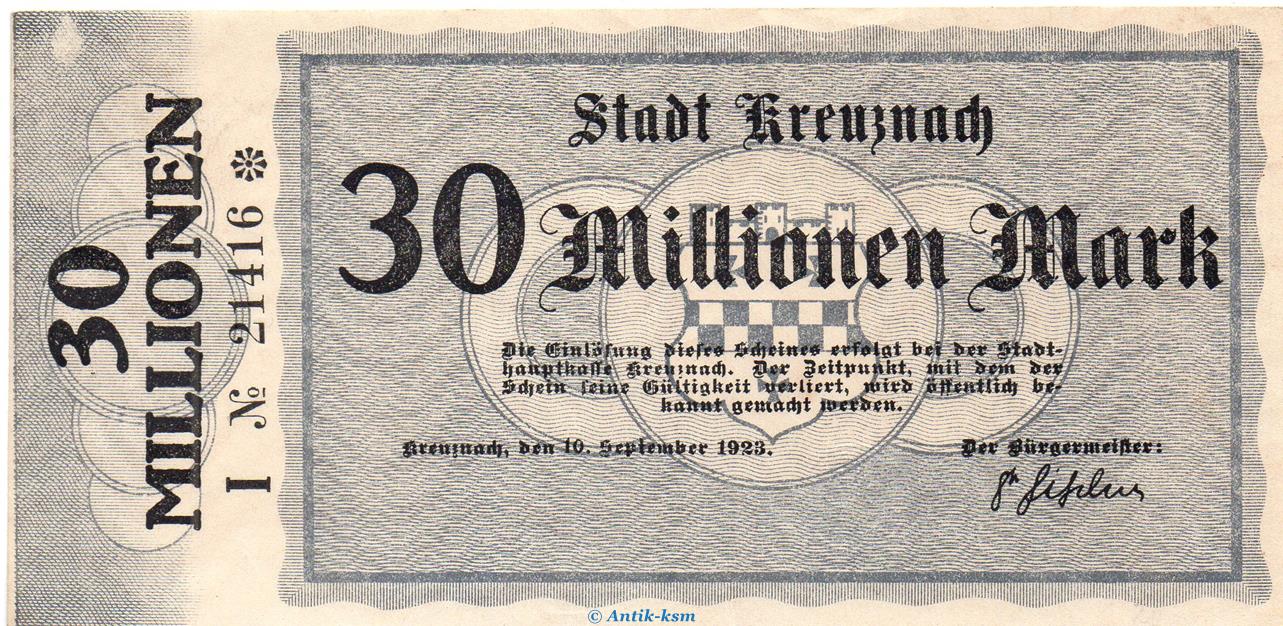 30
MILLIONEN
I № 21416
Stadt Kreuznach
30 Millionen Mark
Die Einlösung dieses Scheines erfolgt bei der Stadt-
hauptkasse Kreuznach. Der Zeitpunkt, mit dem der
Schein seine Gültigkeit verliert, wird öffentlich be-
kannt gemacht werden.
Kreuznach, den 10. September 1923.
Der Bürgermeister:
© Antik-ksm